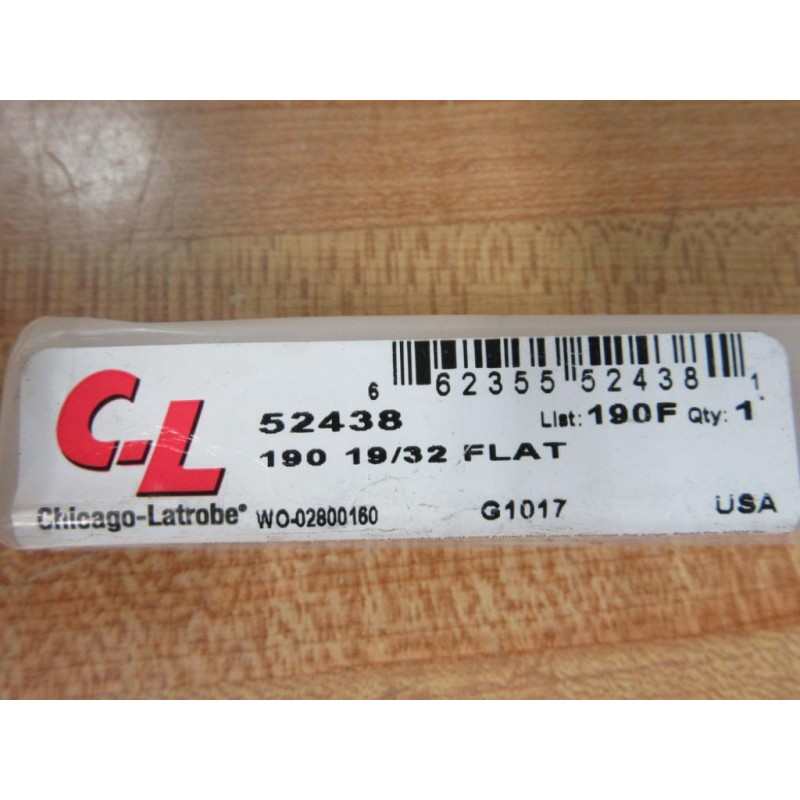 C-L
Chicago-Latrobe®
6 62355 52438 1
52438 List: 190F Qty: 1
190 19/32 FLAT
WO-02800160 G1017 USA